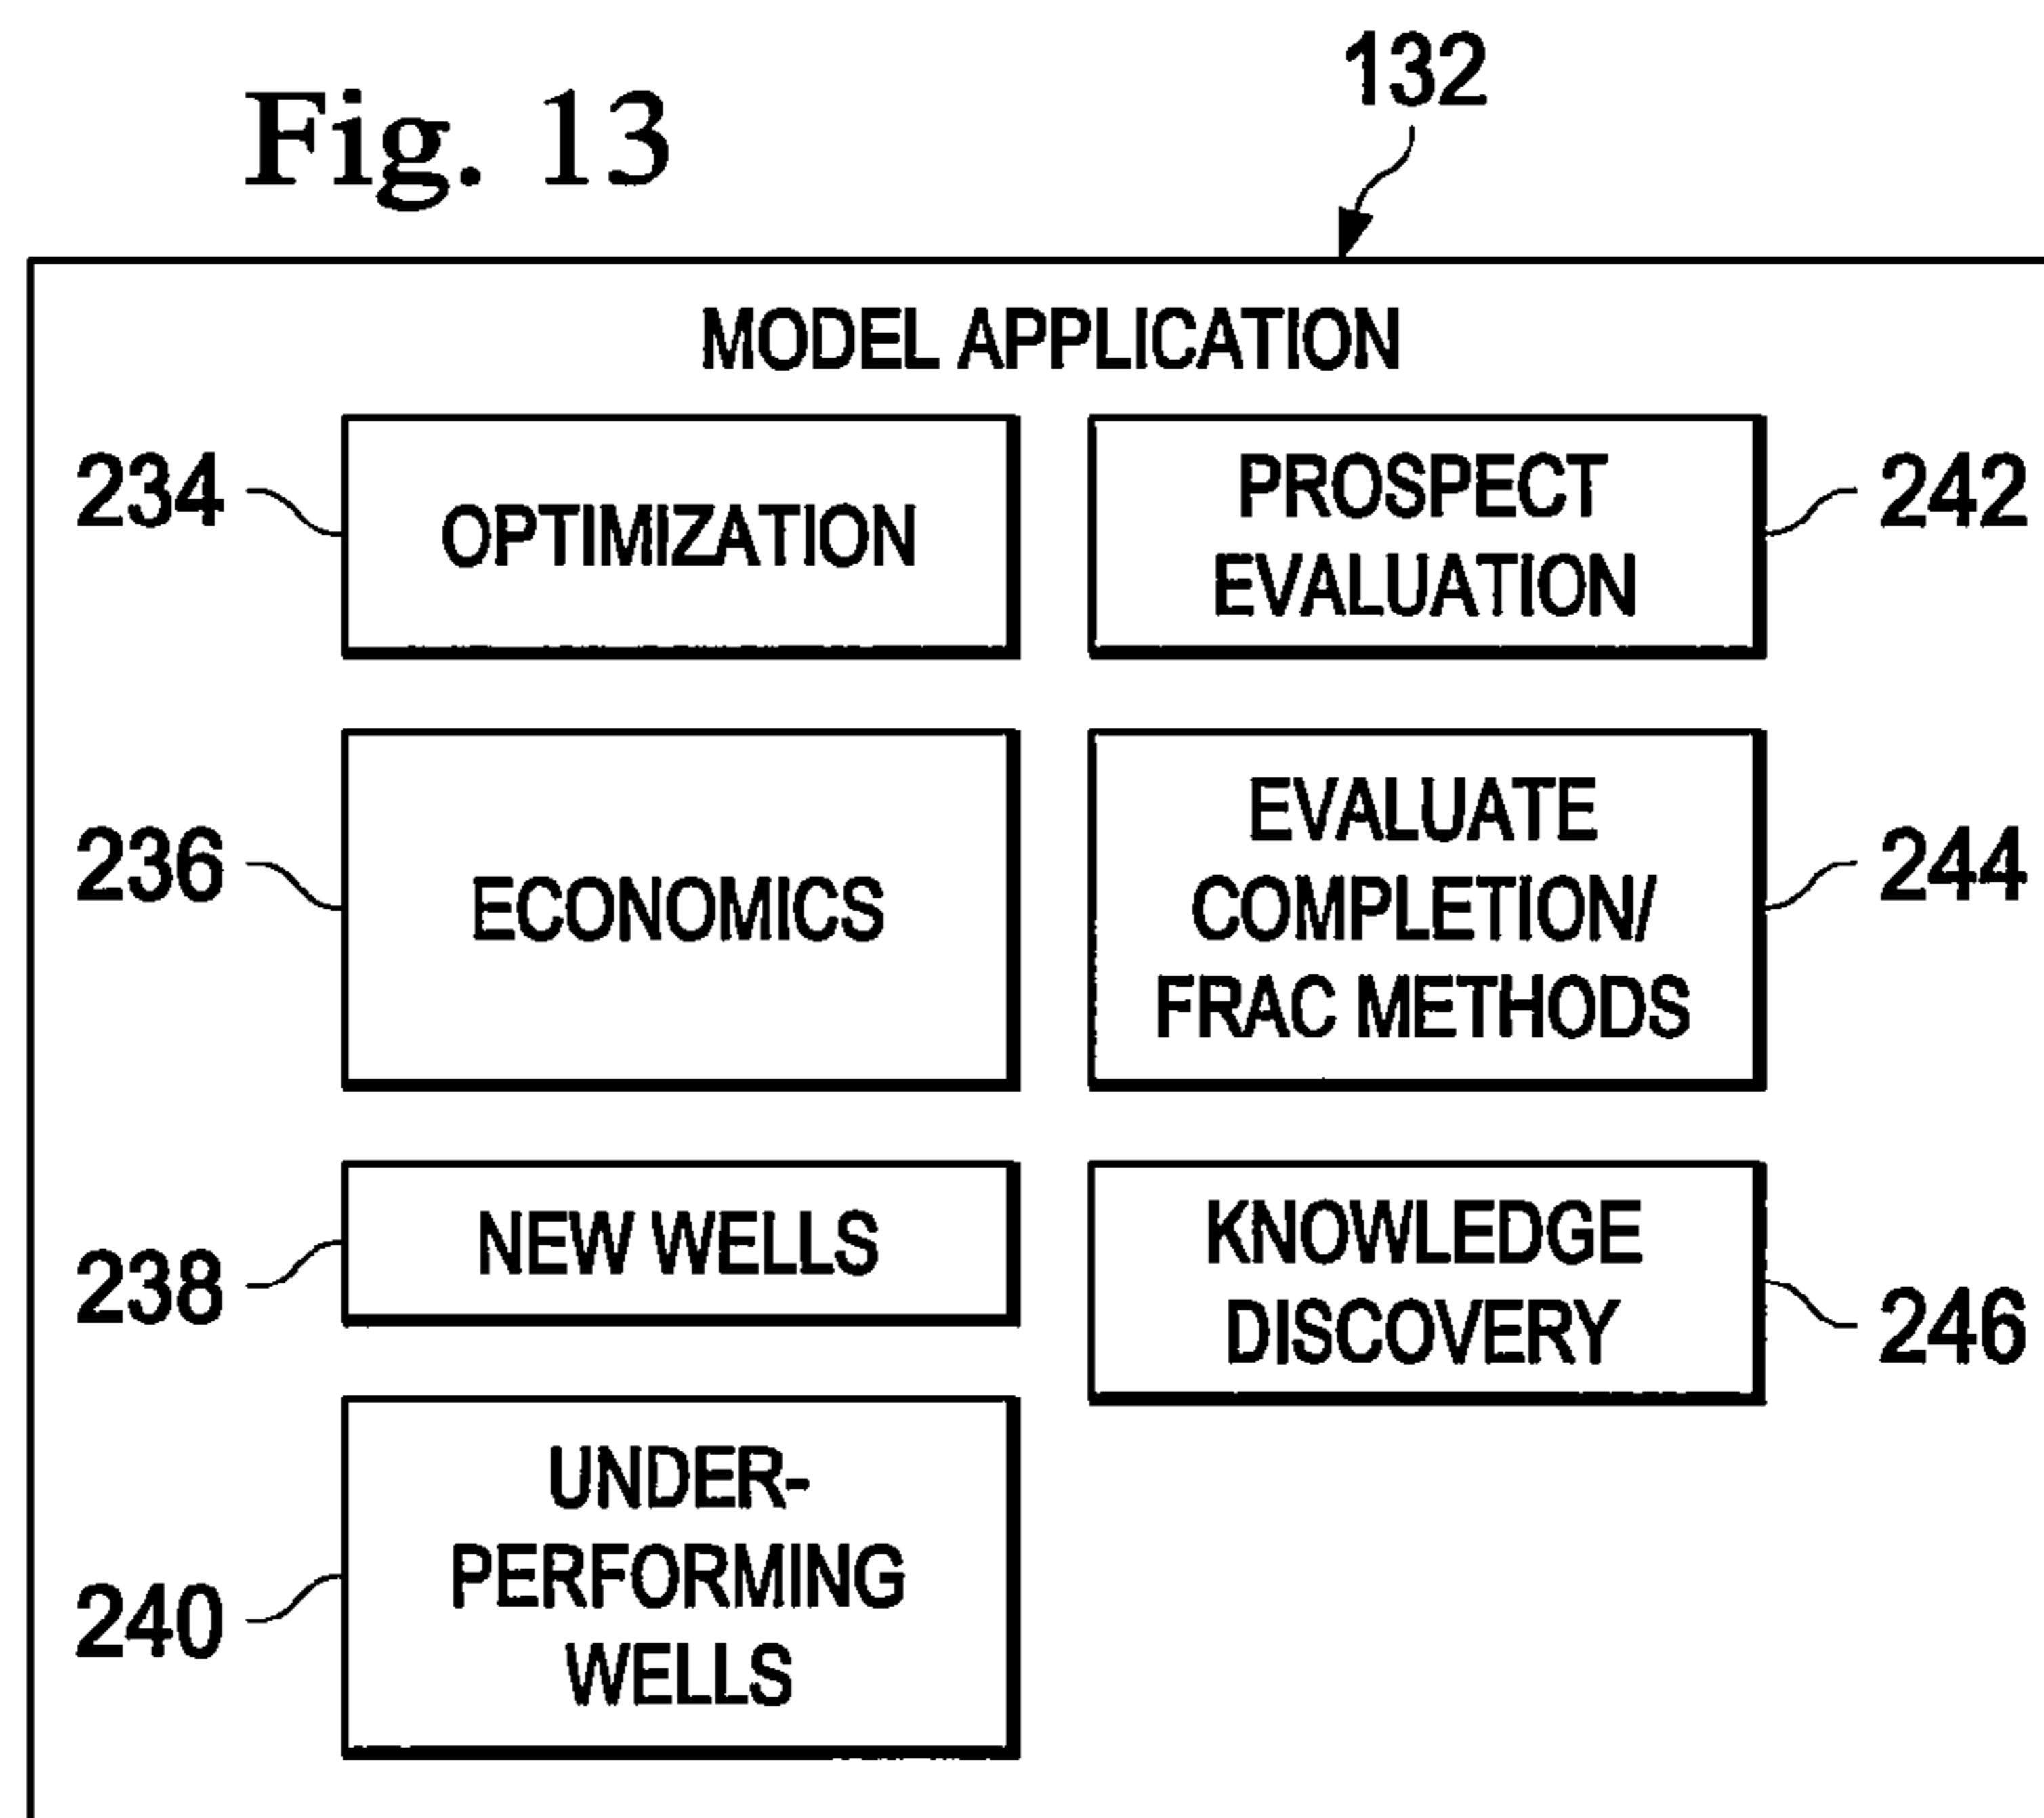 Fig. 13
132
MODEL APPLICATION
234
OPTIMIZATION
PROSPECT
EVALUATION
242
236
ECONOMICS
EVALUATE
COMPLETION/
FRAC METHODS
244
238
NEW WELLS
KNOWLEDGE
DISCOVERY
246
240
UNDER-
PERFORMING
WELLS